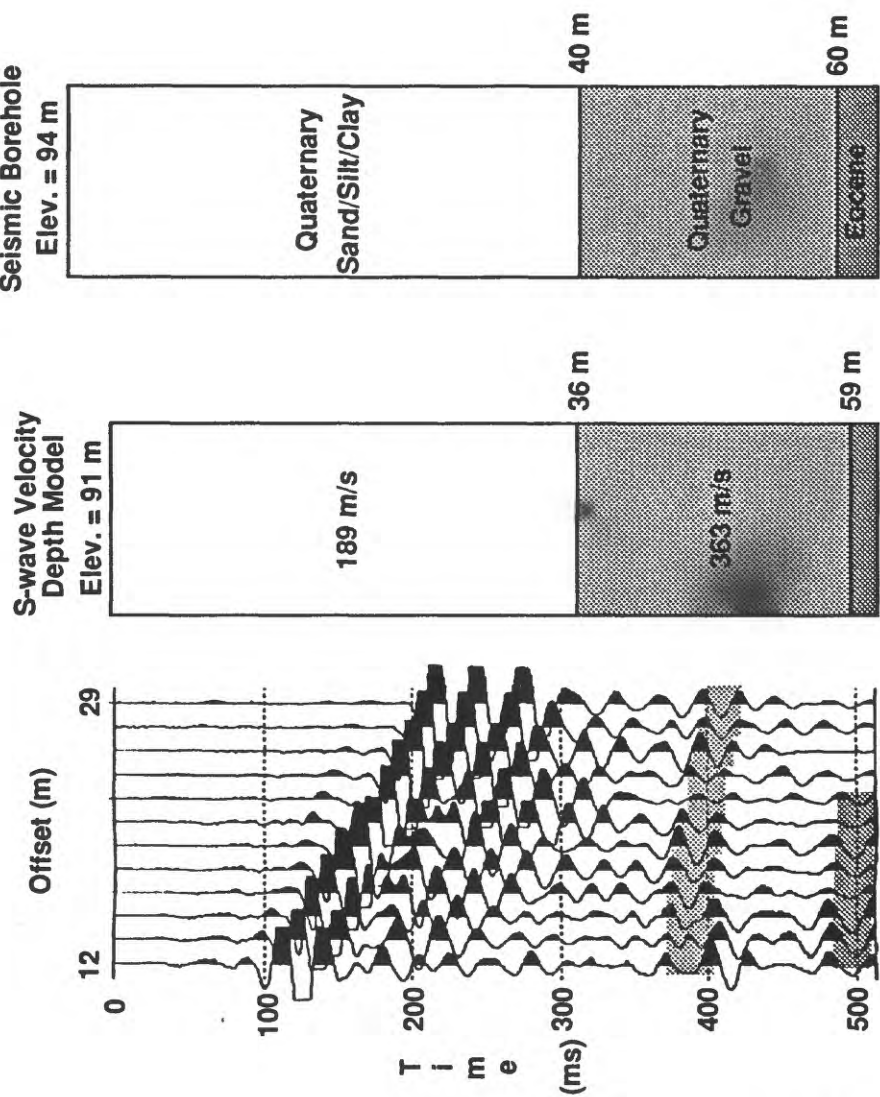 Seismic Borehole
Elev. = 94 m
Quaternary
Sand/Silt/Clay
40 m
Quaternary
Gravel
60 m
Eocene
S-wave Velocity
Depth Model
Elev. = 91 m
189 m/s
36 m
363 m/s
59 m
Offset (m)
12
29
0
100
200
300
400
500
Time
(ms)